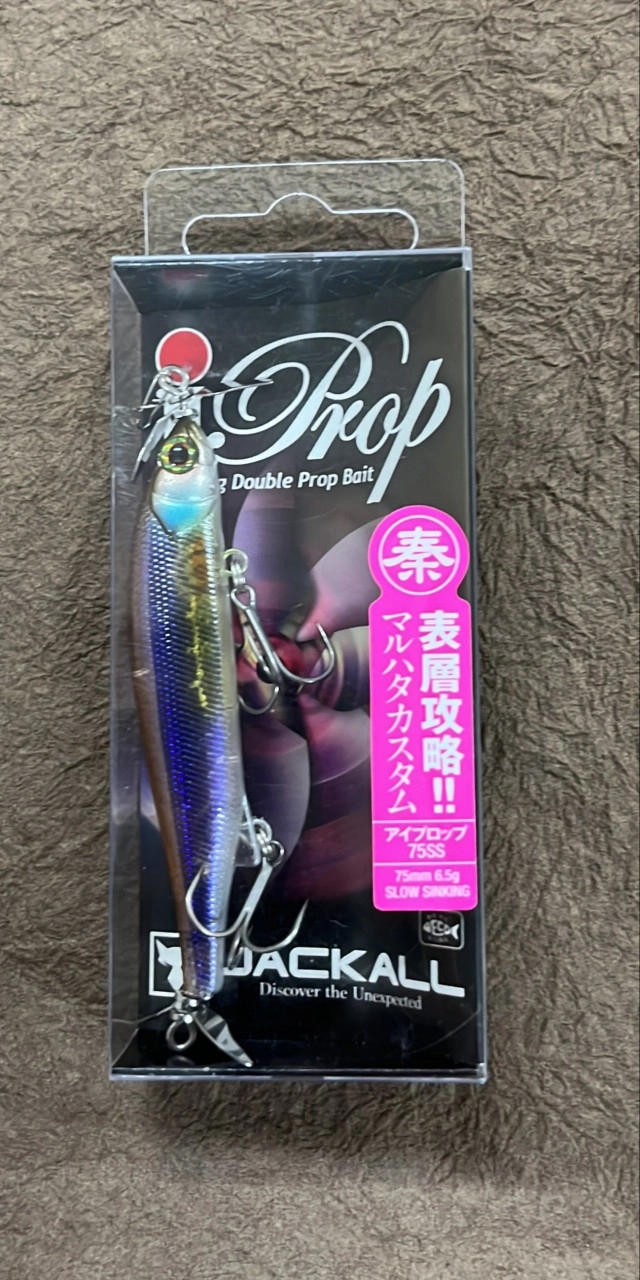 i.Prop
g Double Prop Bait
秦
表層攻略!!
マルハタカスタム
アイプロップ
75SS
75mm 6.5g
SLOW SINKING
JACKALL
Discover the Unexpected